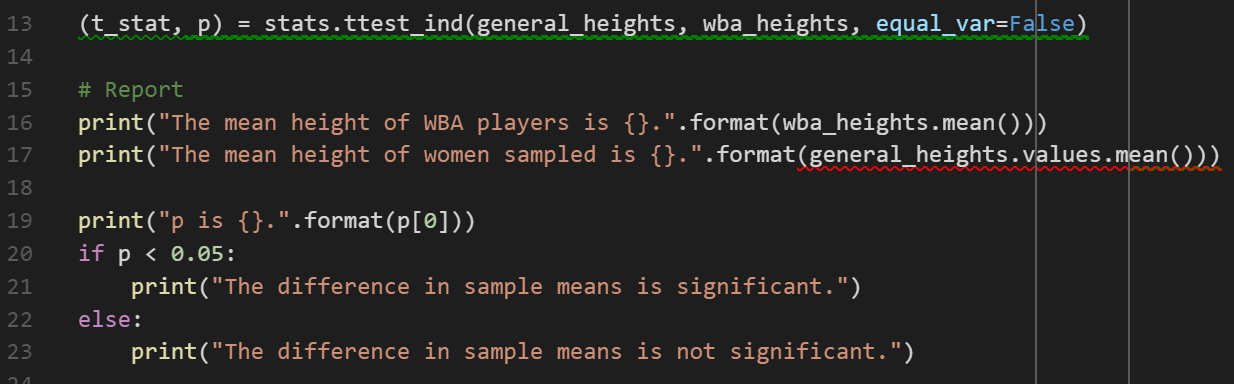 13 (t_stat, p) = stats.ttest_ind(general_heights, wba_heights, equal_var=False)
14
15 # Report
16 print("The mean height of WBA players is {}.".format(wba_heights.mean()))
17 print("The mean height of women sampled is {}.".format(general_heights.values.mean()))
18
19 print("p is {}.".format(p[0]))
20 if p < 0.05:
21     print("The difference in sample means is significant.")
22 else:
23     print("The difference in sample means is not significant.")
24